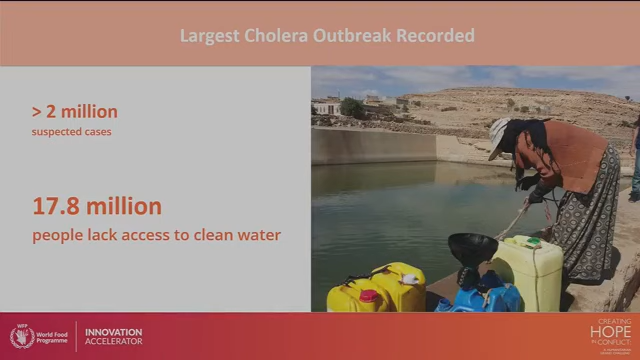 Largest Cholera Outbreak Recorded
> 2 million
suspected cases
17.8 million
people lack access to clean water
WFP
World Food
Programme
INNOVATION
ACCELERATOR
CREATING
HOPE
IN CONFLICT